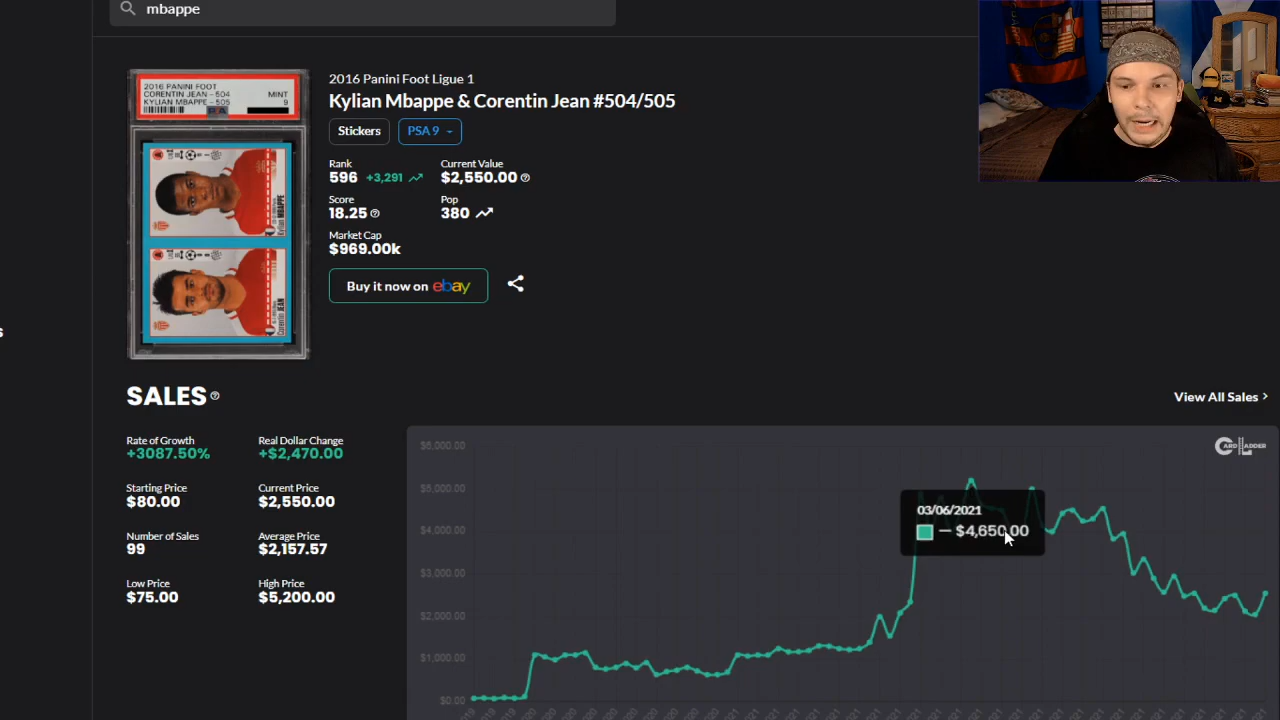 mbappe
2016 Panini Foot Ligue 1
Kylian Mbappe & Corentin Jean #504/505
2016 PANINI FOOT
CORENTIN JEAN - 504 MINT
KYLIAN MBAPPE - 505 9
Stickers PSA 9
Rank Current Value
596 +3,291 $2,550.00
Score Pop
18.25 380
Market Cap
$969.00k
Buy it now on ebay
Kylian MBAPPE
Corentin JEAN
s
SALES
View All Sales >
Rate of Growth Real Dollar Change
+3087.50% +$2,470.00
Starting Price Current Price
$80.00 $2,550.00
Number of Sales Average Price
99 $2,157.57
Low Price High Price
$75.00 $5,200.00
CARD LADDER
$6,000.00
$5,000.00
$4,000.00
$3,000.00
$2,000.00
$1,000.00
$0.00
03/06/2021
— $4,650.00